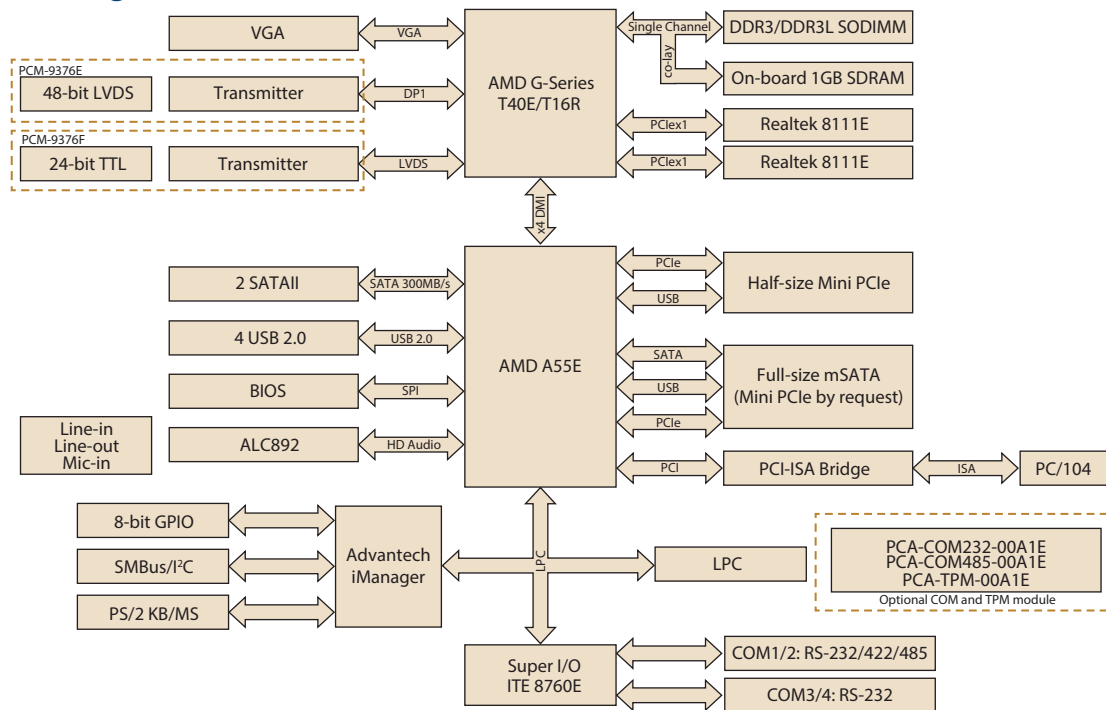 VGA
VGA
PCM-9376E
48-bit LVDS
Transmitter
DP1
PCM-9376F
24-bit TTL
Transmitter
LVDS
AMD G-Series
T40E/T16R
Single Channel
co-lay
DDR3/DDR3L SODIMM
On-board 1GB SDRAM
PCIex1
Realtek 8111E
PCIex1
Realtek 8111E
x4 DMI
2 SATAII
SATA 300MB/s
4 USB 2.0
USB 2.0
BIOS
SPI
Line-in
Line-out
Mic-in
ALC892
HD Audio
AMD A55E
PCIe
USB
Half-size Mini PCIe
SATA
USB
PCIe
Full-size mSATA
(Mini PCIe by request)
PCI
PCI-ISA Bridge
ISA
PC/104
8-bit GPIO
SMBus/I²C
PS/2 KB/MS
Advantech
iManager
LPC
LPC
PCA-COM232-00A1E
PCA-COM485-00A1E
PCA-TPM-00A1E
Optional COM and TPM module
Super I/O
ITE 8760E
COM1/2: RS-232/422/485
COM3/4: RS-232